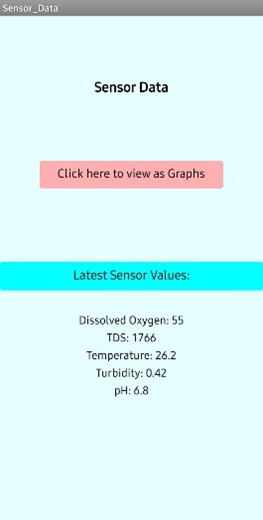 Sensor_Data
Sensor Data
Click here to view as Graphs
Latest Sensor Values:
Dissolved Oxygen: 55
TDS: 1766
Temperature: 26.2
Turbidity: 0.42
pH: 6.8